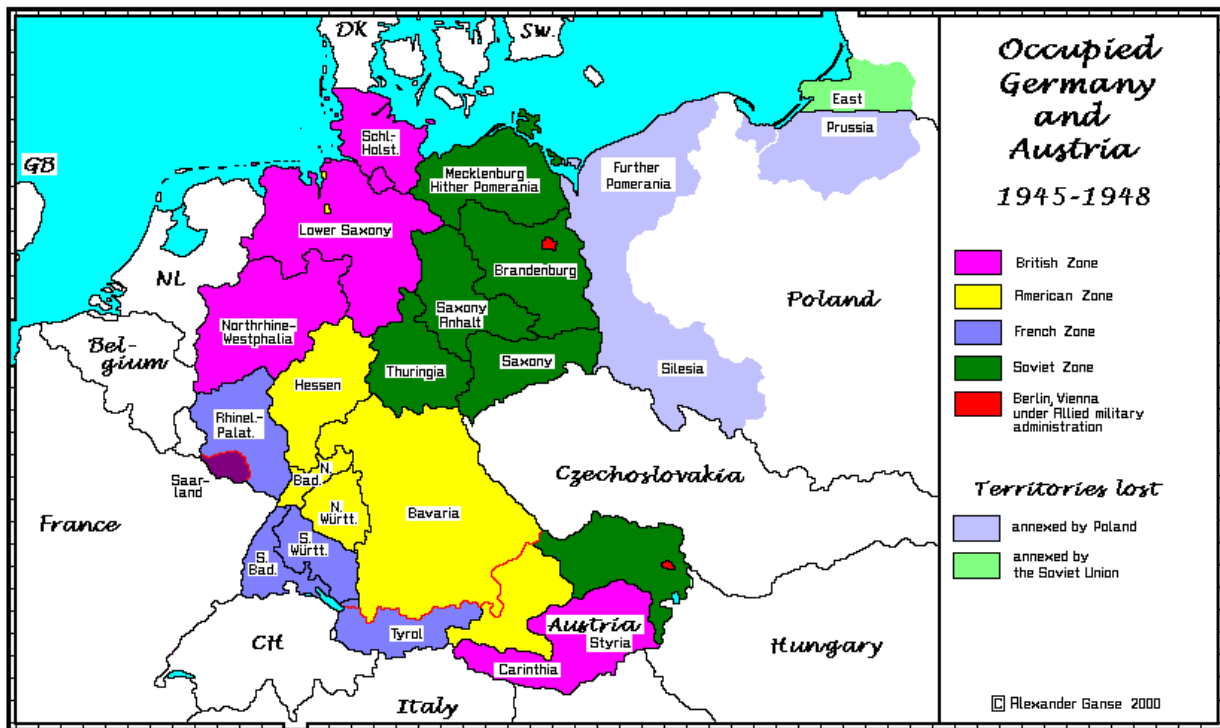 DK
Sw.
GB
Schl-
Holst.
Mecklenburg
Hither Pomerania
Further
Pomerania
East
Prussia
Lower Saxony
NL
Brandenburg
Poland
Northrhine-
Westphalia
Saxony
Anhalt
Bel-
gium
Hessen
Thuringia
Saxony
Silesia
Rhinel.-
Palat.
Saar-
land
N.
Bad.
N.
Württ.
Bavaria
Czechoslovakia
France
S.
Württ.
S.
Bad.
CH
Tyrol
Austria
Styria
Carinthia
Hungary
Italy
Occupied
Germany
and
Austria
1945-1948
British Zone
American Zone
French Zone
Soviet Zone
Berlin, Vienna
under Allied military
administration
Territories lost
annexed by Poland
annexed by
the Soviet Union
C Alexander Ganse 2000